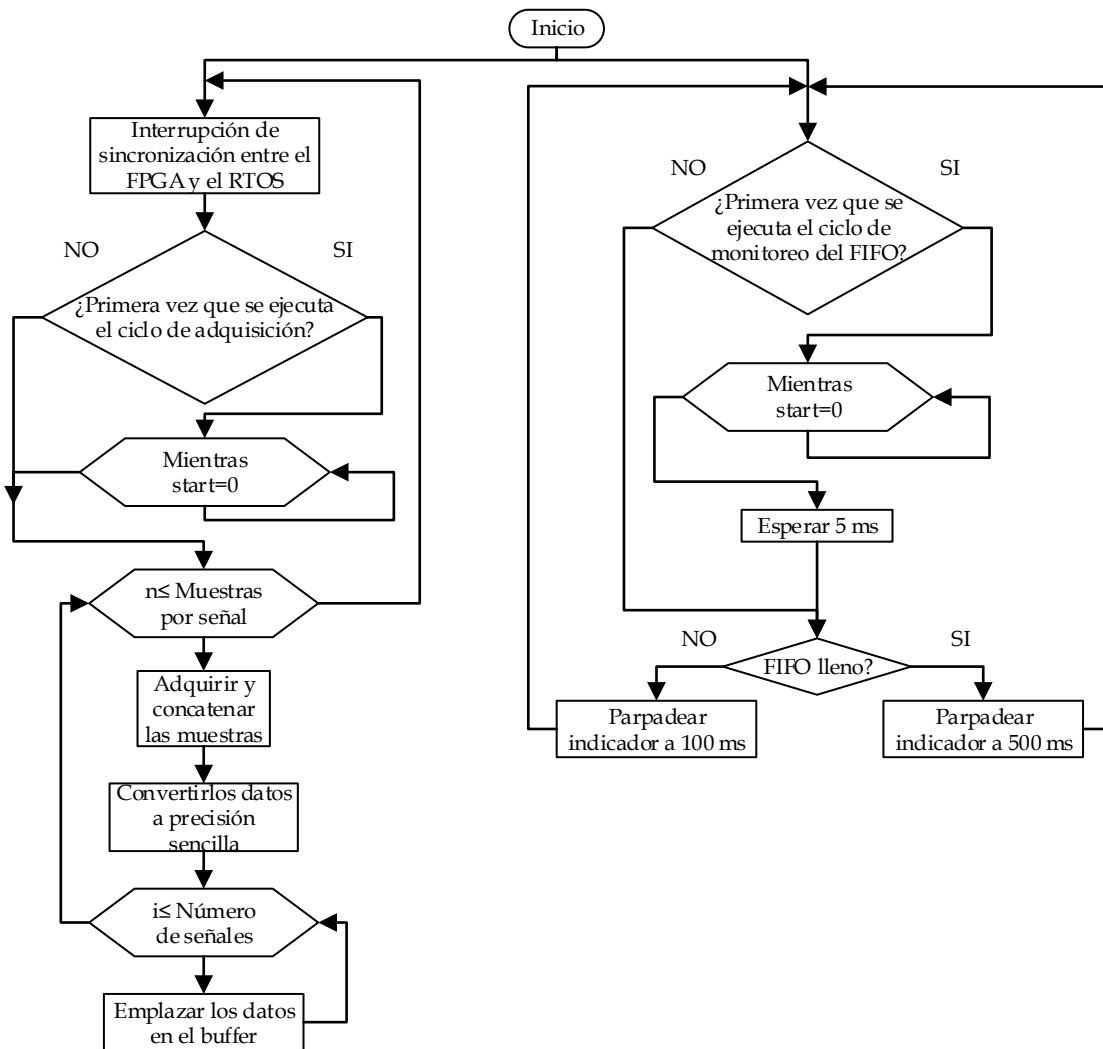 Inicio
Interrupción de
sincronización entre el
FPGA y el RTOS
NO
SI
¿Primera vez que se ejecuta
el ciclo de adquisición?
Mientras
start=0
n≤ Muestras
por señal
Adquirir y
concatenar
las muestras
Convertirlos datos
a precisión
sencilla
i≤ Número
de señales
Emplazar los datos
en el buffer
NO
SI
¿Primera vez que se
ejecuta el ciclo de
monitoreo del FIFO?
Mientras
start=0
Esperar 5 ms
NO
SI
FIFO lleno?
Parpadear
indicador a 100 ms
Parpadear
indicador a 500 ms